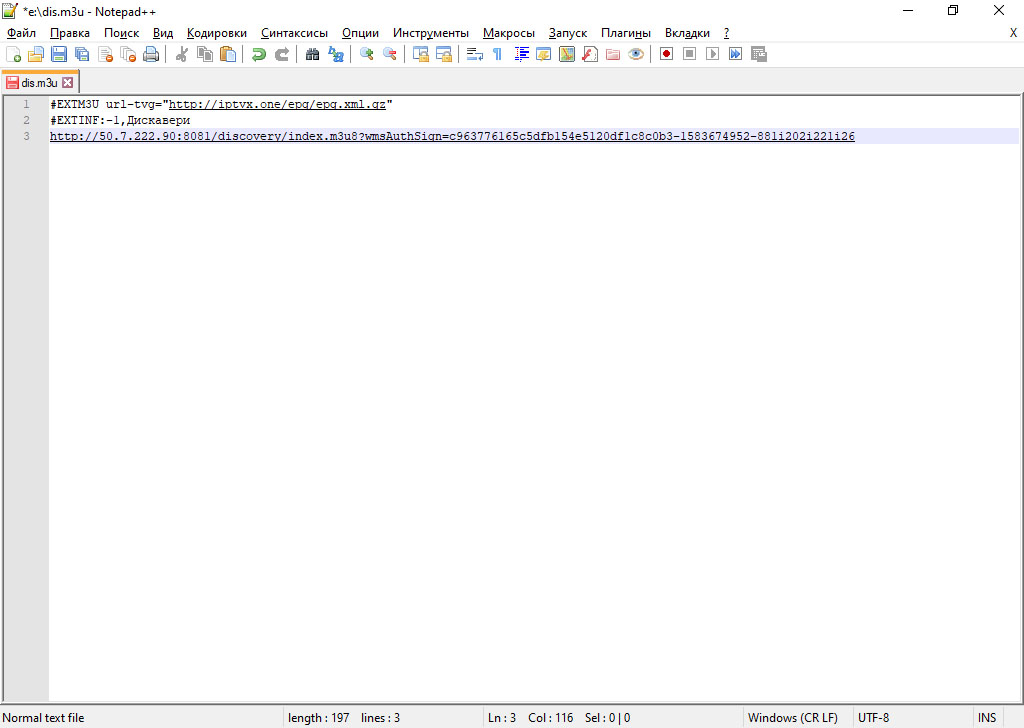 *e:\dis.m3u - Notepad++
Файл Правка Поиск Вид Кодировки Синтаксисы Опции Инструменты Макросы Запуск Плагины Вкладки ? X
dis.m3u
1 #EXTM3U url-tvg="http://iptvx.one/epg/epg.xml.gz"
2 #EXTINF:-1,Дискавери
3 http://50.7.222.90:8081/discovery/index.m3u8?wmsAuthSign=c963776165c5dfb154e5120df1c8c0b3-1583674952-881i202i221i26
Normal text file length : 197 lines : 3 Ln : 3 Col : 116 Sel : 0 | 0 Windows (CR LF) UTF-8 INS